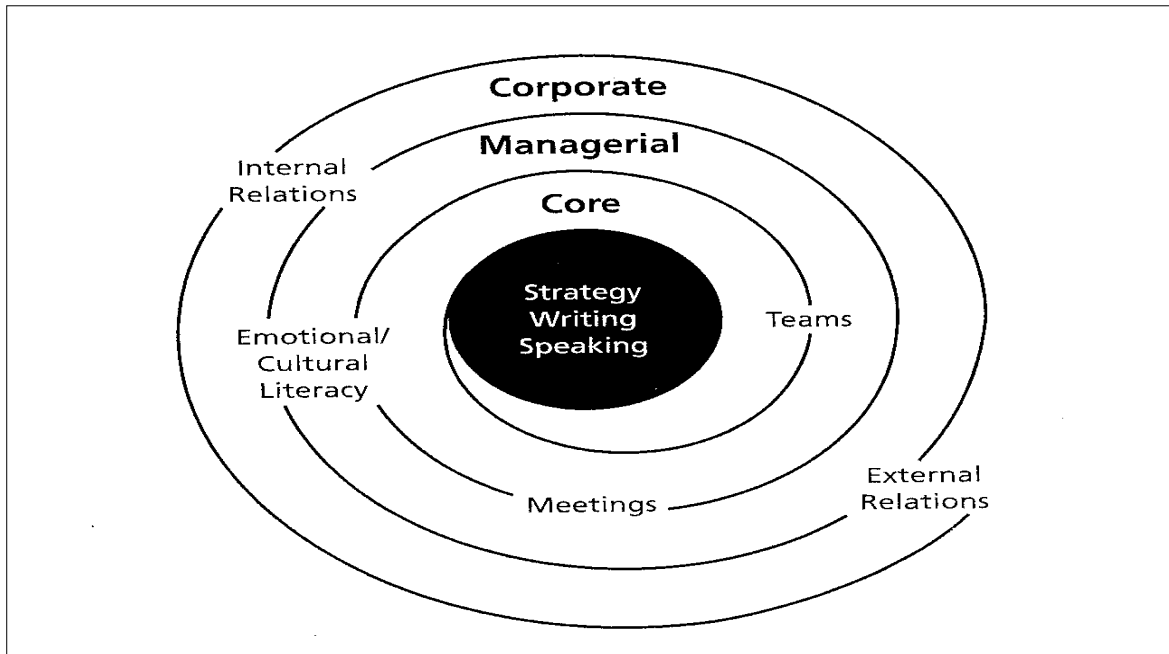 Corporate
Managerial
Internal
Relations
Core
Strategy
Writing
Speaking
Teams
Emotional/
Cultural
Literacy
Meetings
External
Relations